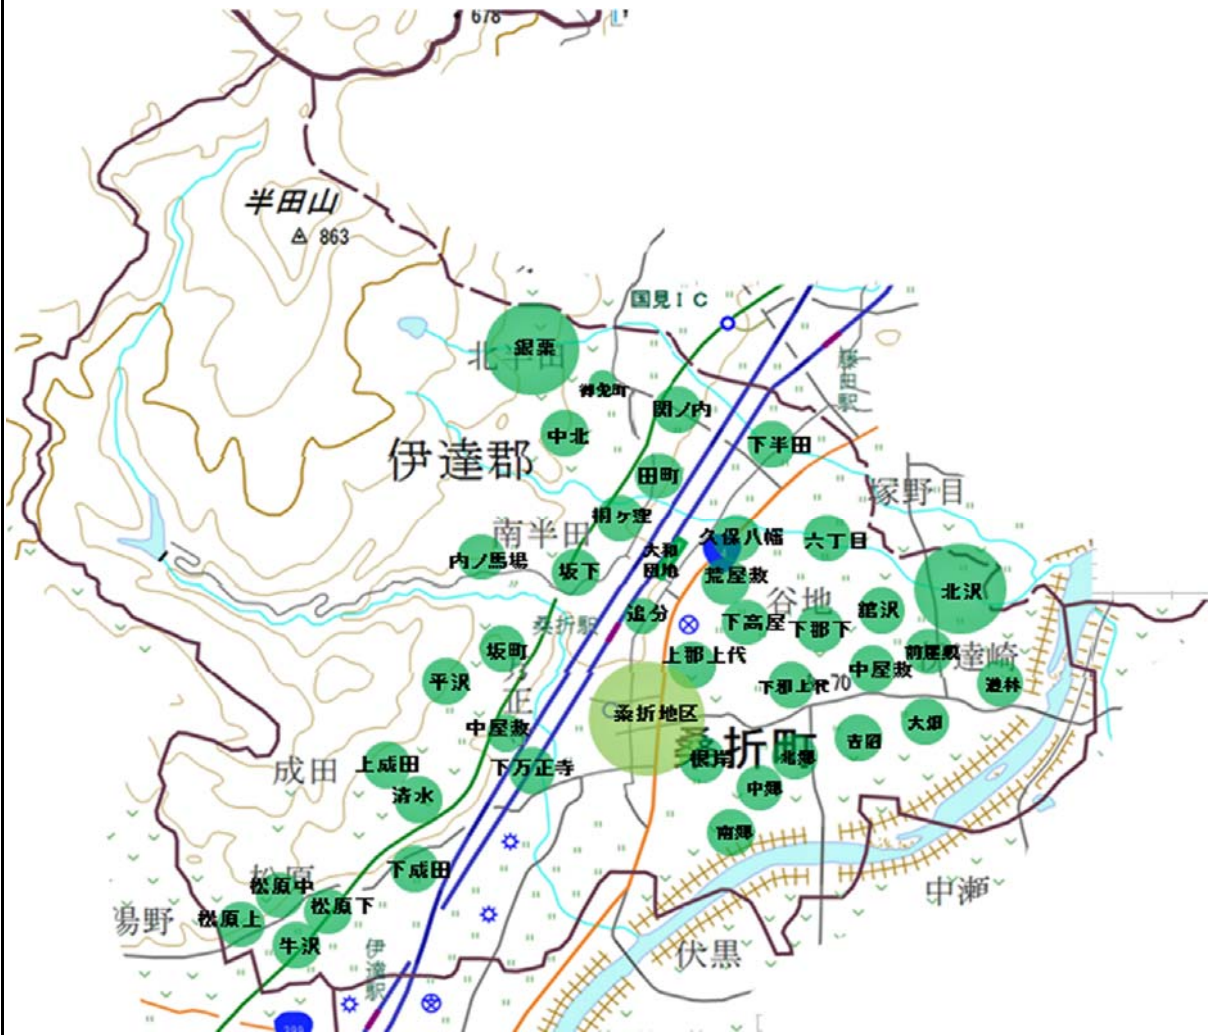 678
半田山
863
国見IC
銀栗
北半田
御免町
関ノ内
藤田駅
中北
下半田
伊達郡
田町
塚野目
桐ヶ窪
南半田
久保八幡
六丁目
大和
団地
内ノ馬場
坂下
荒屋敷
北沢
谷地
舘沢
追分
桑折駅
下高屋
下郡下
坂町
上郡上代
前屋敷
伊達崎
中屋敷
平沢
下郡上代
70
道林
桑折地区
大畑
中屋敷
吉沼
桑折町
根岸
北郷
上成田
成田
下万正寺
清水
中郷
南郷
下成田
松原
松原中
松原下
中瀬
松原上
湯野
牛沢
伊達駅
伏黒
399